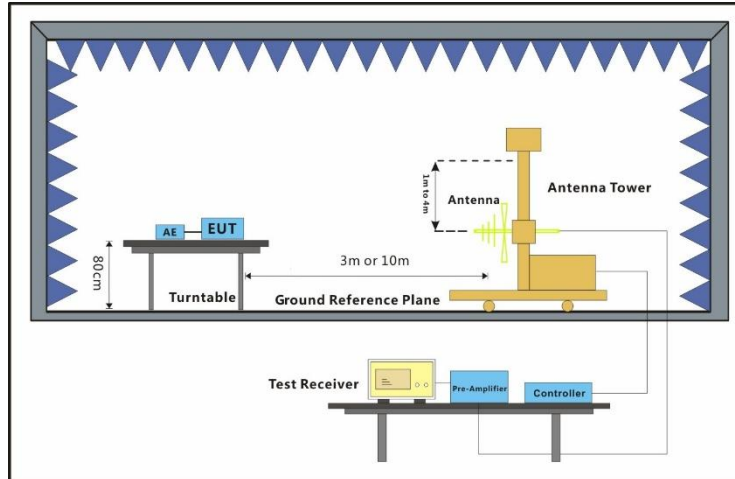 1m to 4m
Antenna
Antenna Tower
AE
EUT
80cm
3m or 10m
Turntable
Ground Reference Plane
Test Receiver
Pre-Amplifier
Controller